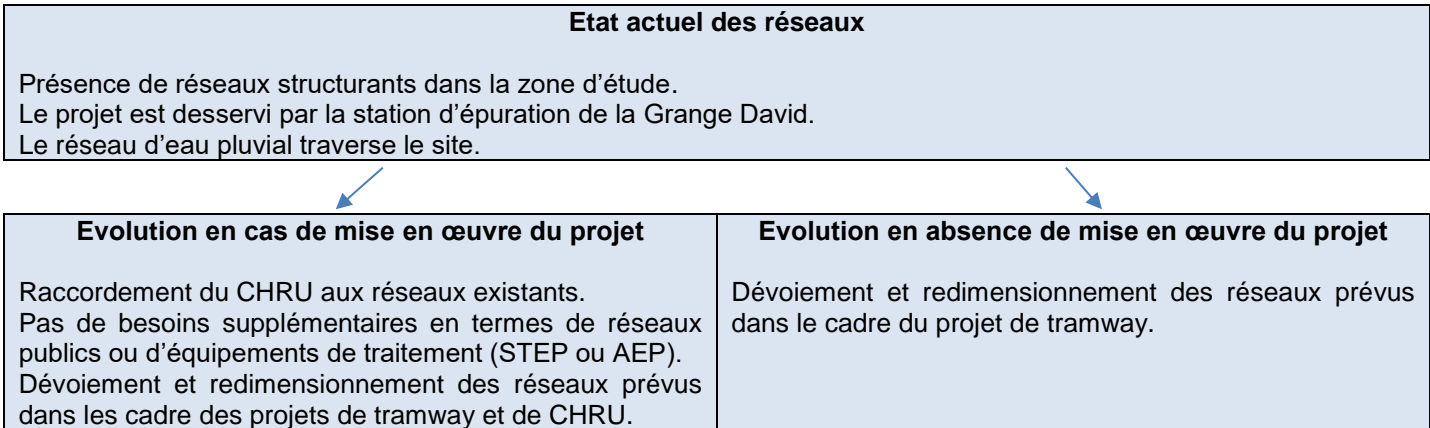 Etat actuel des réseaux
Présence de réseaux structurants dans la zone d'étude.
Le projet est desservi par la station d'épuration de la Grange David.
Le réseau d'eau pluvial traverse le site.
Evolution en cas de mise en œuvre du projet
Raccordement du CHRU aux réseaux existants.
Pas de besoins supplémentaires en termes de réseaux
publics ou d'équipements de traitement (STEP ou AEP).
Dévoiement et redimensionnement des réseaux prévus
dans les cadre des projets de tramway et de CHRU.
Evolution en absence de mise en œuvre du projet
Dévoiement et redimensionnement des réseaux prévus
dans le cadre du projet de tramway.